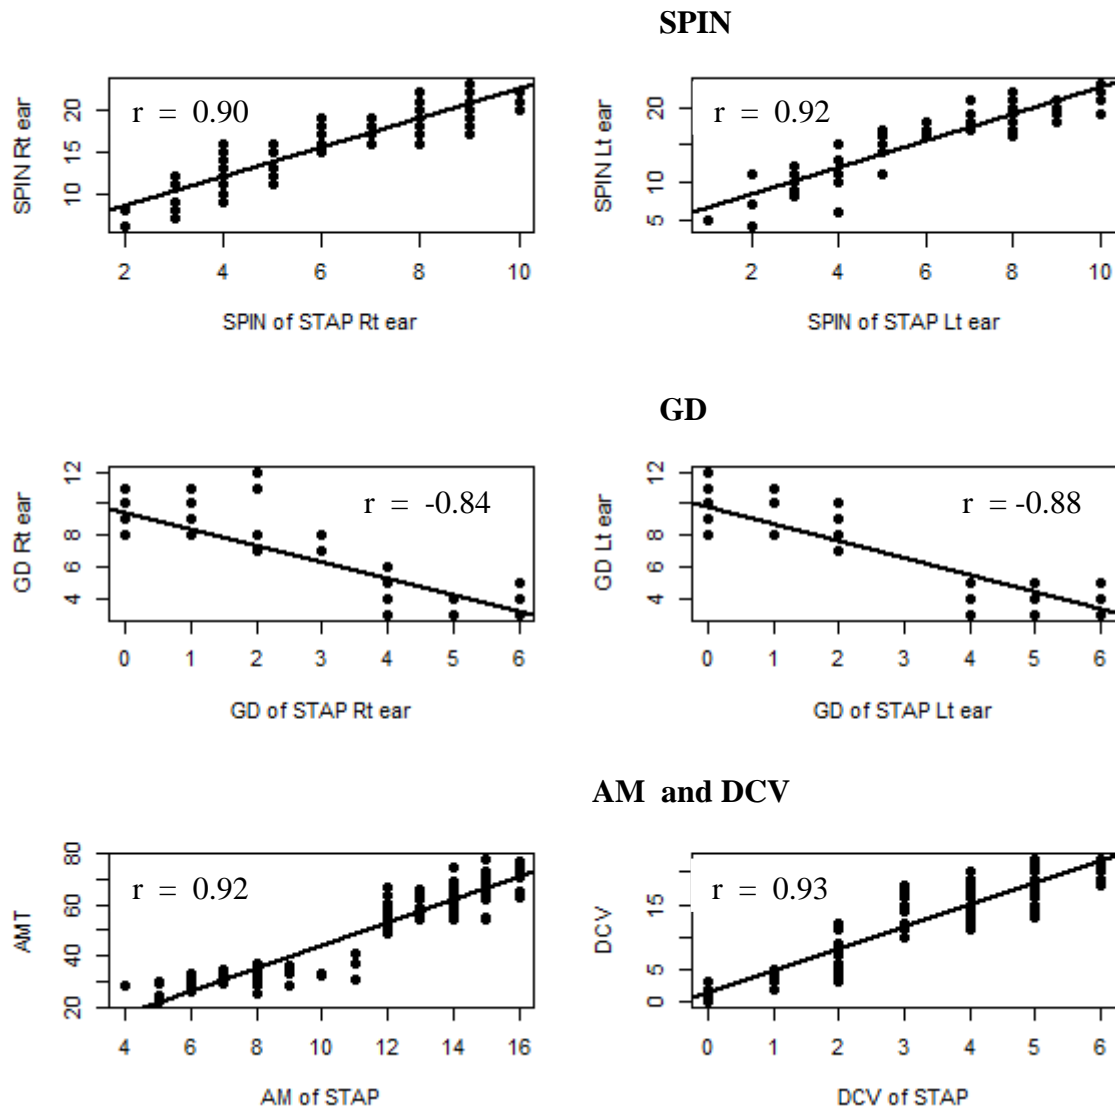 SPIN
r = 0.90
r = 0.92
SPIN Rt ear
10 15 20
SPIN Lt ear
5 10 20
2 4 6 8 10
2 4 6 8 10
SPIN of STAP Rt ear
SPIN of STAP Lt ear
GD
r = -0.84
r = -0.88
GD Rt ear
4 6 8 12
GD Lt ear
4 6 8 12
0 1 2 3 4 5 6
0 1 2 3 4 5 6
GD of STAP Rt ear
GD of STAP Lt ear
AM and DCV
r = 0.92
r = 0.93
AMT
20 40 60 80
DCV
0 5 15
4 6 8 10 12 14 16
0 1 2 3 4 5 6
AM of STAP
DCV of STAP